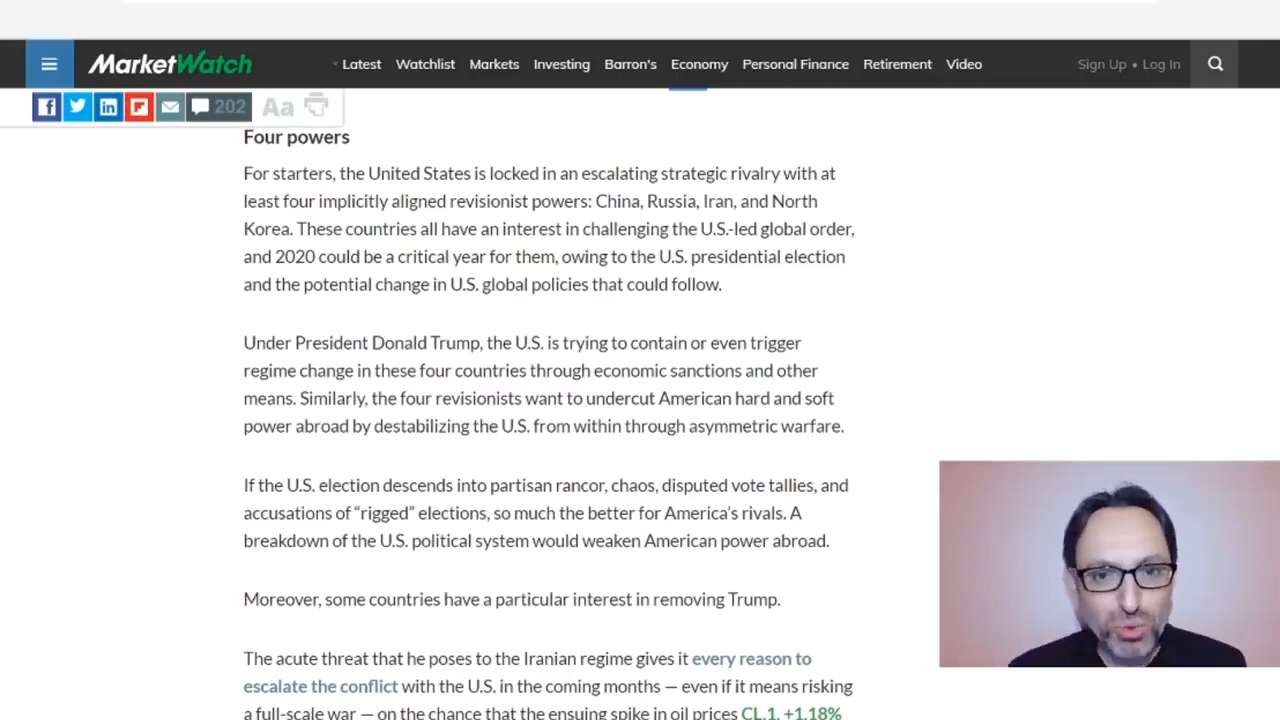 MarketWatch
Latest Watchlist Markets Investing Barron's Economy Personal Finance Retirement Video Sign Up • Log In
202 Aa
Four powers
For starters, the United States is locked in an escalating strategic rivalry with at
least four implicitly aligned revisionist powers: China, Russia, Iran, and North
Korea. These countries all have an interest in challenging the U.S.-led global order,
and 2020 could be a critical year for them, owing to the U.S. presidential election
and the potential change in U.S. global policies that could follow.
Under President Donald Trump, the U.S. is trying to contain or even trigger
regime change in these four countries through economic sanctions and other
means. Similarly, the four revisionists want to undercut American hard and soft
power abroad by destabilizing the U.S. from within through asymmetric warfare.
If the U.S. election descends into partisan rancor, chaos, disputed vote tallies, and
accusations of “rigged” elections, so much the better for America’s rivals. A
breakdown of the U.S. political system would weaken American power abroad.
Moreover, some countries have a particular interest in removing Trump.
The acute threat that he poses to the Iranian regime gives it every reason to
escalate the conflict with the U.S. in the coming months — even if it means risking
a full-scale war — on the chance that the ensuing spike in oil prices CL.1, +1.18%